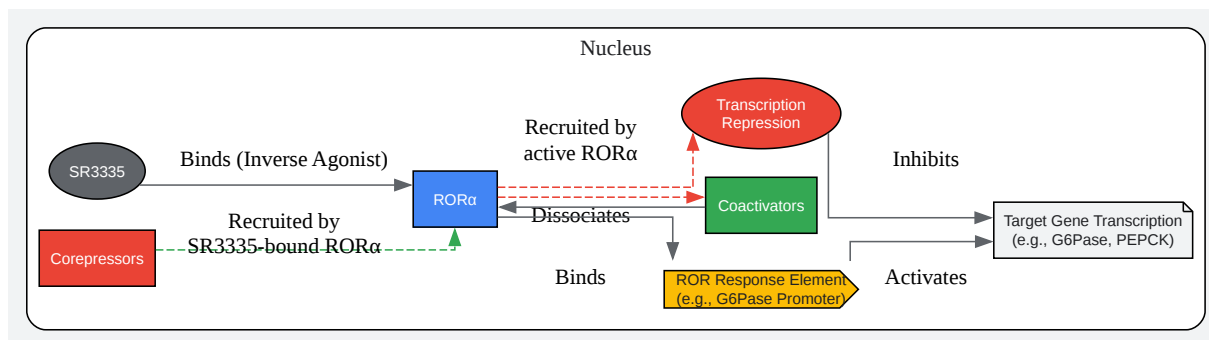 Nucleus
Transcription
Repression
Recruited by
active RORα
Binds (Inverse Agonist)
Inhibits
SR3335
RORα
Coactivators
Dissociates
Recruited by
SR3335-bound RORα
Corepressors
Target Gene Transcription
(e.g., G6Pase, PEPCK)
Binds
ROR Response Element
(e.g., G6Pase Promoter)
Activates